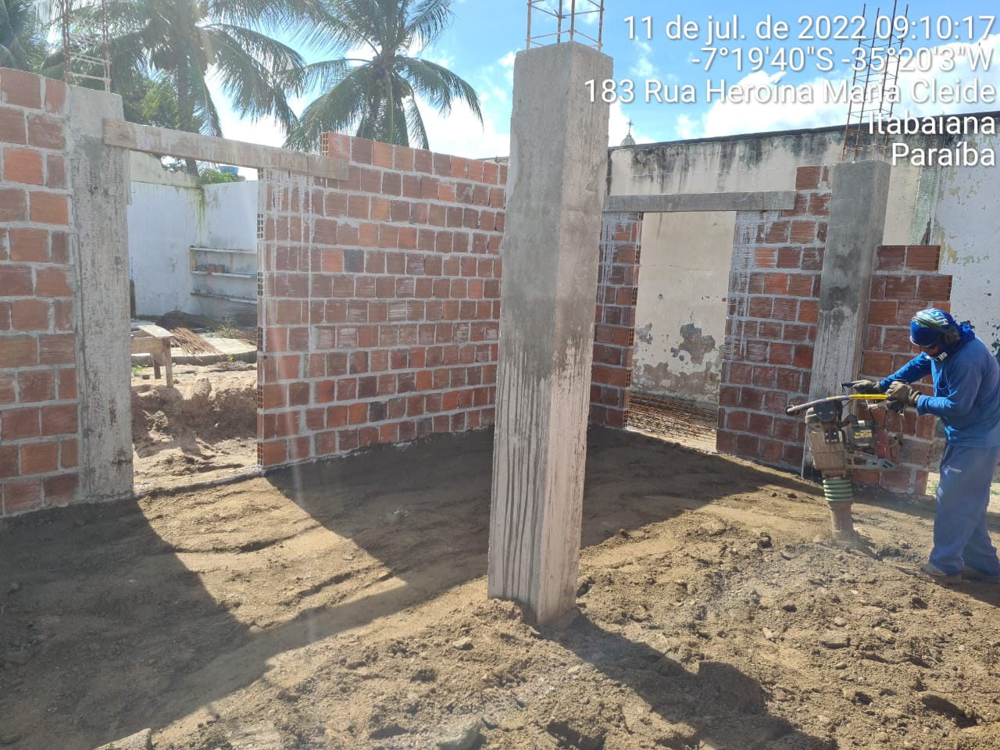 11 de jul. de 2022 09:10:17
-7°19'40"S -35°20'3"W
183 Rua Heroina Maria Cleide
Itabaiana
Paraíba